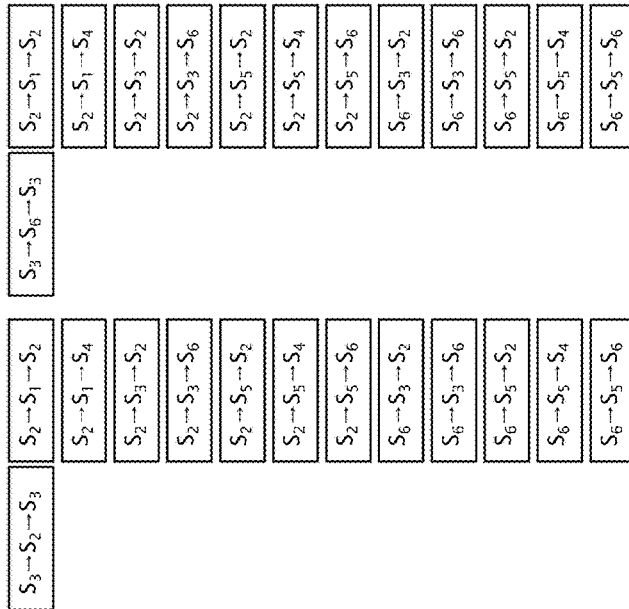 S₃→S₂→S₃
S₂→S₁→S₂
S₂→S₁→S₄
S₂→S₃→S₂
S₂→S₃→S₆
S₂→S₅→S₂
S₂→S₅→S₄
S₂→S₅→S₆
S₆→S₃→S₂
S₆→S₃→S₆
S₆→S₅→S₂
S₆→S₅→S₄
S₆→S₅→S₆
S₃→S₆→S₃
S₂→S₁→S₂
S₂→S₁→S₄
S₂→S₃→S₂
S₂→S₃→S₆
S₂→S₅→S₂
S₂→S₅→S₄
S₂→S₅→S₆
S₆→S₃→S₂
S₆→S₃→S₆
S₆→S₅→S₂
S₆→S₅→S₄
S₆→S₅→S₆